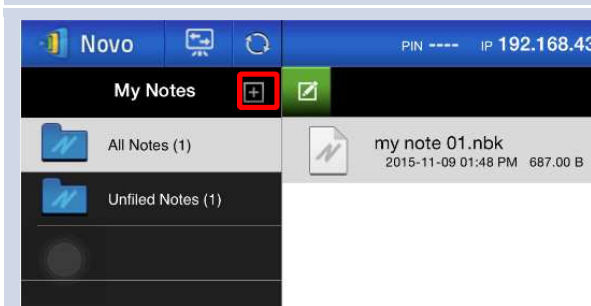 Novo
PIN ---- IP 192.168.43
My Notes
All Notes (1)
my note 01.nbk
2015-11-09 01:48 PM 687.00 B
Unfiled Notes (1)